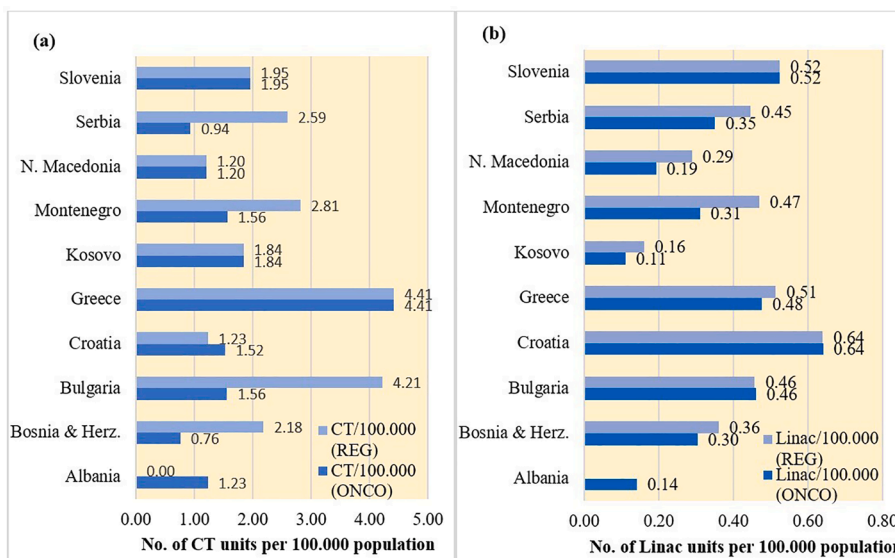 (a)
Slovenia
1.95
1.95
Serbia
2.59
0.94
N. Macedonia
1.20
1.20
Montenegro
2.81
1.56
Kosovo
1.84
1.84
Greece
4.41
4.41
Croatia
1.23
1.52
Bulgaria
4.21
1.56
Bosnia & Herz.
2.18
0.76
Albania
0.00
1.23
CT/100.000
(REG)
CT/100.000
(ONCO)
0.00 1.00 2.00 3.00 4.00 5.00
No. of CT units per 100.000 population
(b)
Slovenia
0.52
0.52
Serbia
0.45
0.35
N. Macedonia
0.29
0.19
Montenegro
0.47
0.31
Kosovo
0.16
0.11
Greece
0.51
0.48
Croatia
0.64
0.64
Bulgaria
0.46
0.46
Bosnia & Herz.
0.36
0.30
Albania
0.14
Linac/100.000
(REG)
Linac/100.000
(ONCO)
0.00 0.20 0.40 0.60 0.80
No. of Linac units per 100.000 population